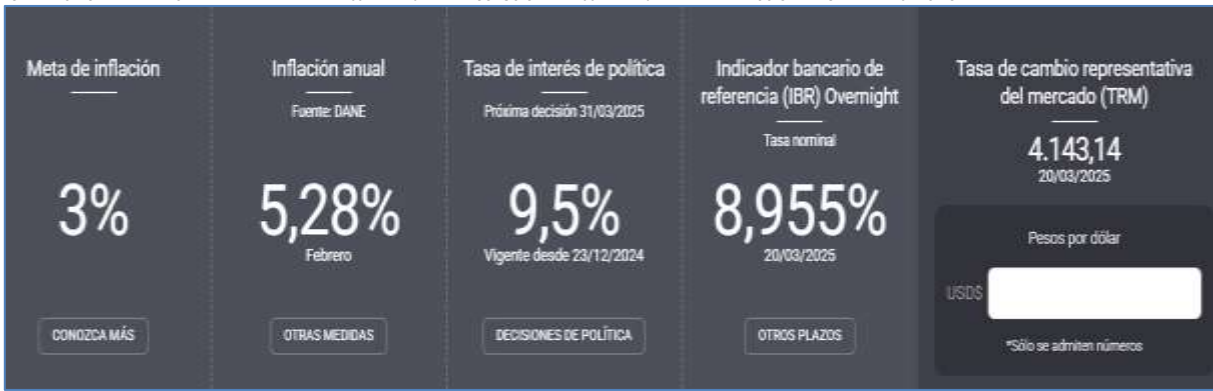 Meta de inflación
3%
CONOZCA MÁS
Inflación anual
Fuente: DANE
5,28%
Febrero
OTRAS MEDIDAS
Tasa de interés de política
Próxima decisión 31/03/2025
9,5%
Vigente desde 23/12/2024
DECISIONES DE POLÍTICA
Indicador bancario de
referencia (IBR) Overnight
Tasa nominal
8,955%
20/03/2025
OTROS PLAZOS
Tasa de cambio representativa
del mercado (TRM)
4.143,14
20/03/2025
Pesos por dólar
USD$
*Sólo se admiten números